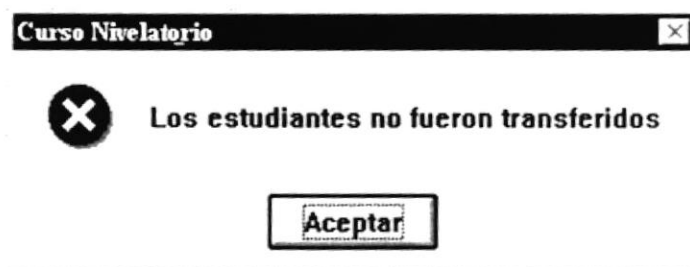 Curso Nivelatorio
Los estudiantes no fueron transferidos
Aceptar